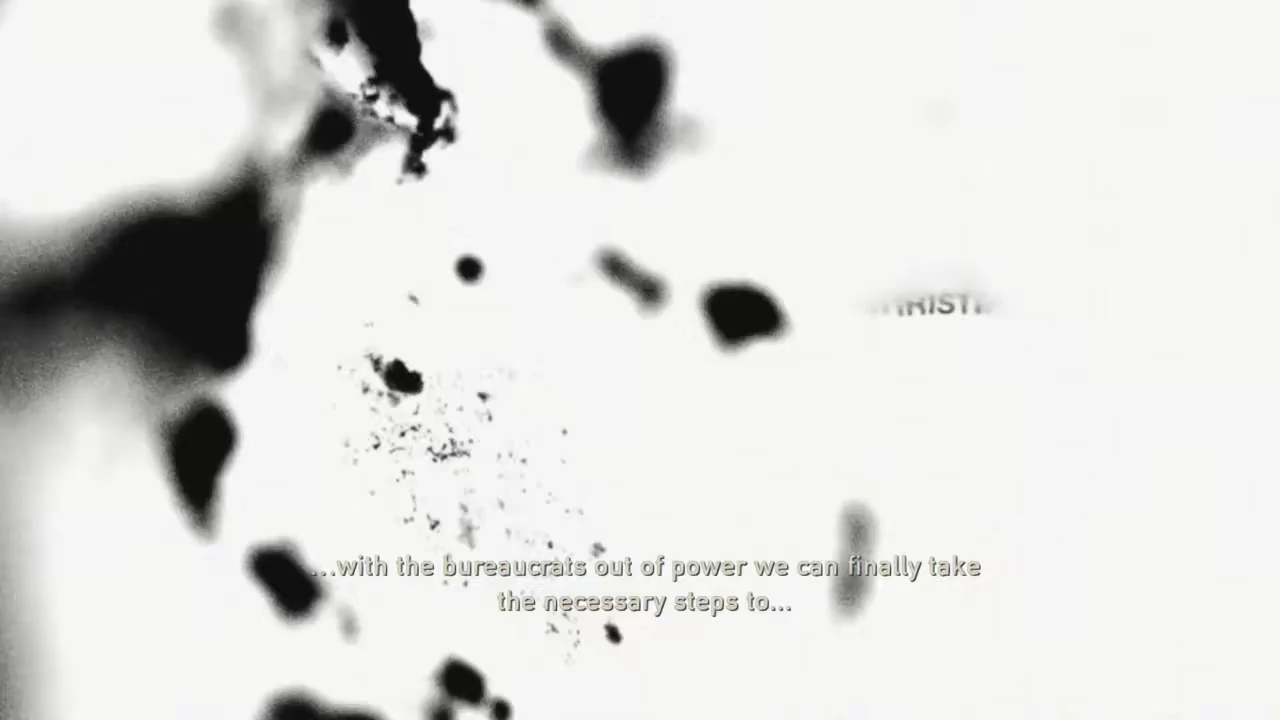 ...with the bureaucrats out of power we can finally take
the necessary steps to...